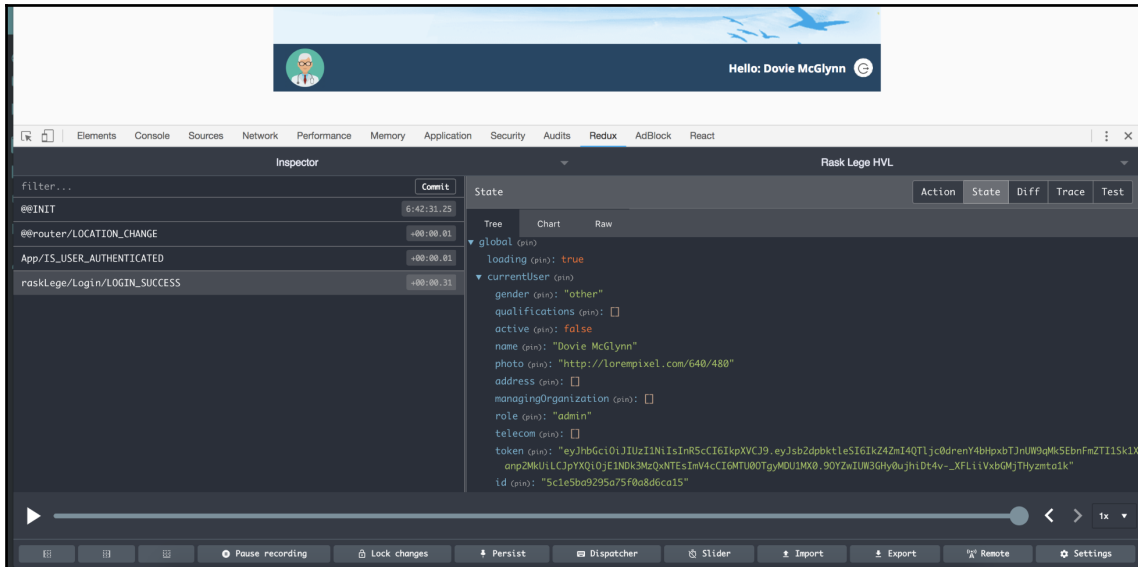 Hello: Dovie McGlynn
Elements Console Sources Network Performance Memory Application Security Audits Redux AdBlock React
Inspector
Rask Lege HVL
filter...
Commit
@@INIT 6:42:31.25
@@router/LOCATION_CHANGE +00:00.01
App/IS_USER_AUTHENTICATED +00:00.01
raskLege/Login/LOGIN_SUCCESS +00:00.31
State
Action State Diff Trace Test
Tree Chart Raw
global (pin)
loading (pin): true
currentUser (pin)
gender (pin): "other"
qualifications (pin): []
active (pin): false
name (pin): "Dovie McGlynn"
photo (pin): "http://lorempixel.com/640/480"
address (pin): []
managingOrganization (pin): []
role (pin): "admin"
telecom (pin): []
token (pin):
id (pin): "5c1e5ba9295a75f0a8d6ca15"
1x
Pause recording Lock changes Persist Dispatcher Slider Import Export Remote Settings